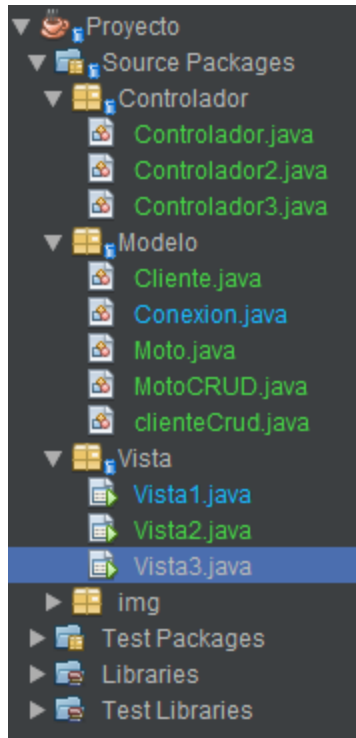 Proyecto
Source Packages
Controlador
Controlador.java
Controlador2.java
Controlador3.java
Modelo
Cliente.java
Conexion.java
Moto.java
MotoCRUD.java
clienteCrud.java
Vista
Vista1.java
Vista2.java
Vista3.java
img
Test Packages
Libraries
Test Libraries